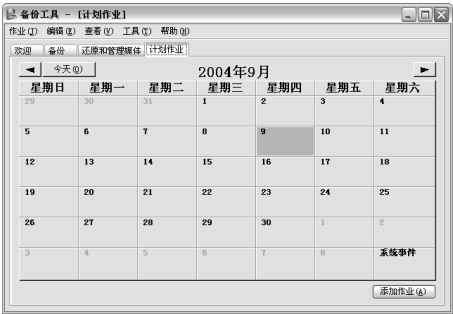 备份工具 - [计划作业]
作业(J) 编辑(E) 查看(V) 工具(T) 帮助(H)
欢迎 备份 还原和管理媒体 计划作业
今天(O) 2004年9月
星期日 星期一 星期二 星期三 星期四 星期五 星期六
29 30 31 1 2 3 4
5 6 7 8 9 10 11
12 13 14 15 16 17 18
19 20 21 22 23 24 25
26 27 28 29 30 1 2
3 4 5 6 7 8 系统事件
添加作业(A)